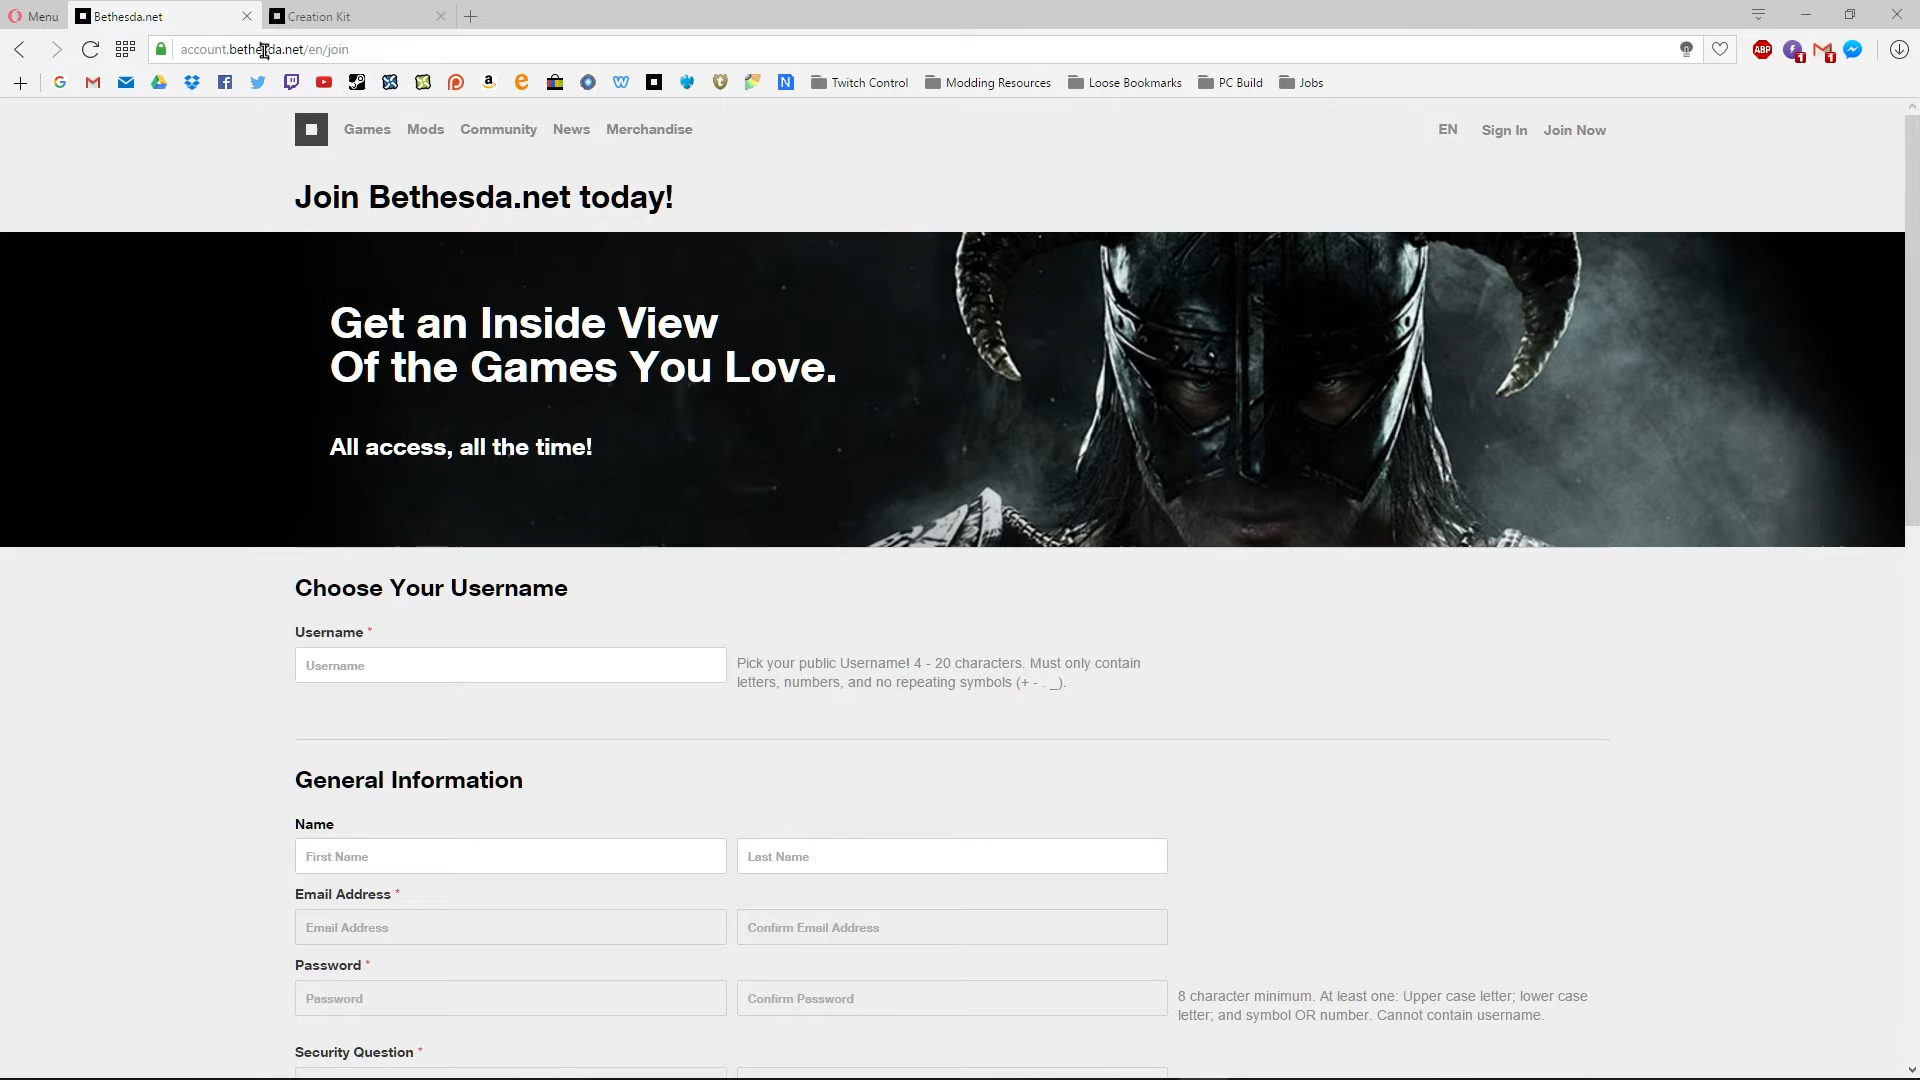 Menu
Bethesda.net
Creation Kit
account.bethesda.net/en/join
ABP
1
1
Twitch Control
Modding Resources
Loose Bookmarks
PC Build
Jobs
Games
Mods
Community
News
Merchandise
EN
Sign In
Join Now
Join Bethesda.net today!
Get an Inside View
Of the Games You Love.
All access, all the time!
Choose Your Username
Username *
Username
Pick your public Username! 4 - 20 characters. Must only contain
letters, numbers, and no repeating symbols (+ - . _).
General Information
Name
First Name
Last Name
Email Address *
Email Address
Confirm Email Address
Password *
Password
Confirm Password
8 character minimum. At least one: Upper case letter; lower case
letter; and symbol OR number. Cannot contain username.
Security Question *